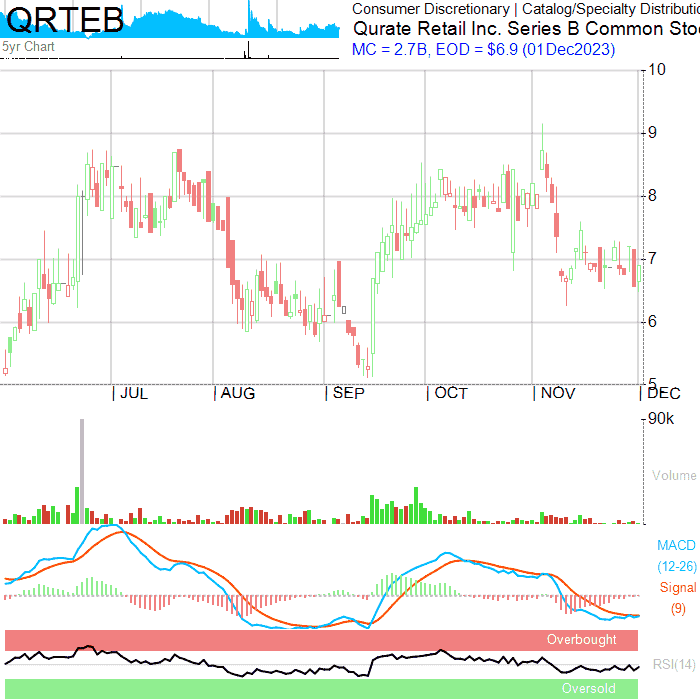 QRTEB
5yr Chart
Consumer Discretionary | Catalog/Specialty Distributio
Qurate Retail Inc. Series B Common Sto
MC = 2.7B, EOD = $6.9 (01Dec2023)
10
9
8
7
6
5
| JUL | AUG | SEP | OCT | NOV | DEC
90k
Volume
MACD
(12-26)
Signal
(9)
Overbought
RSI(14)
Oversold